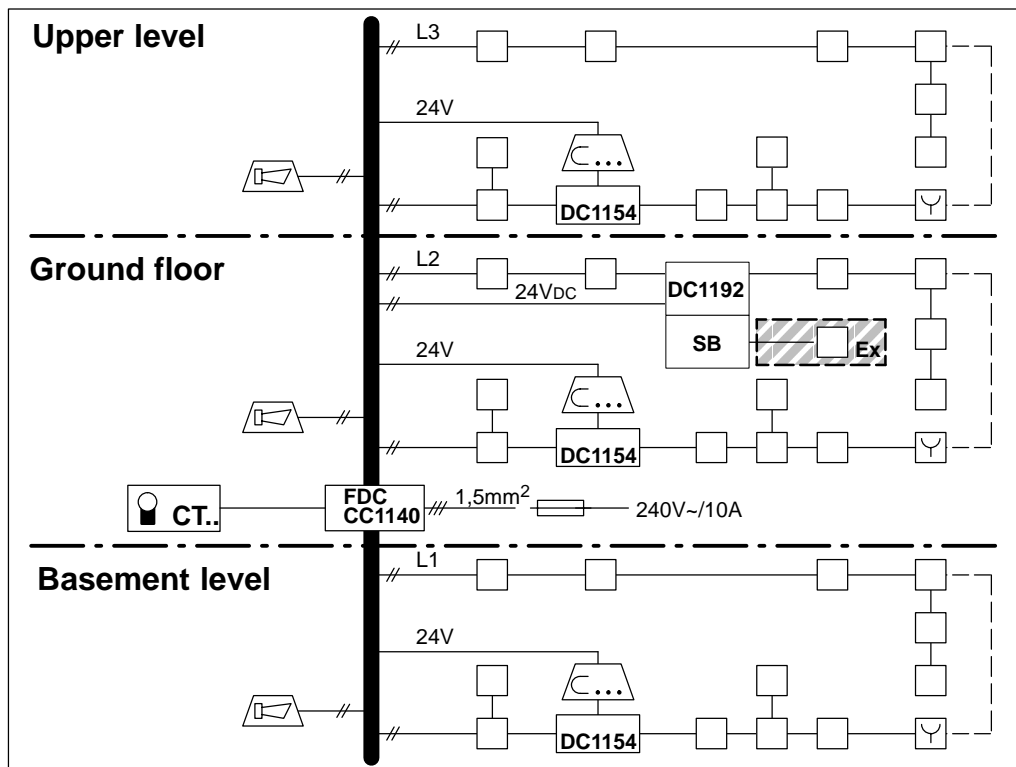 Upper level
L3
24V
DC1154
Ground floor
L2
24VDC
DC1192
SB
Ex
24V
DC1154
CT..
FDC
CC1140
1,5mm²
240V~/10A
Basement level
L1
24V
DC1154